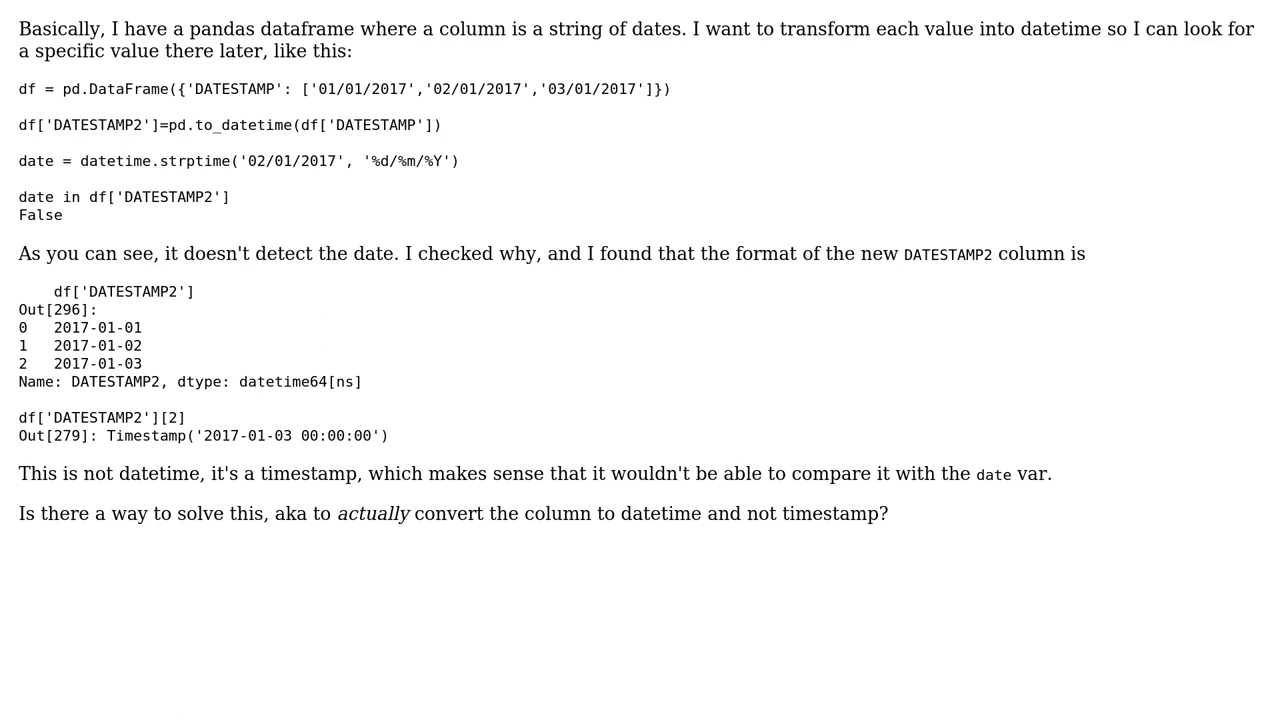 Basically, I have a pandas dataframe where a column is a string of dates. I want to transform each value into datetime so I can look for
a specific value there later, like this:
df = pd.DataFrame({'DATESTAMP': ['01/01/2017','02/01/2017','03/01/2017']})
df['DATESTAMP2']=pd.to_datetime(df['DATESTAMP'])
date = datetime.strptime('02/01/2017', '%d/%m/%Y')
date in df['DATESTAMP2']
False
As you can see, it doesn't detect the date. I checked why, and I found that the format of the new DATESTAMP2 column is
    df['DATESTAMP2']
Out[296]:
0   2017-01-01
1   2017-01-02
2   2017-01-03
Name: DATESTAMP2, dtype: datetime64[ns]
df['DATESTAMP2'][2]
Out[279]: Timestamp('2017-01-03 00:00:00')
This is not datetime, it's a timestamp, which makes sense that it wouldn't be able to compare it with the date var.
Is there a way to solve this, aka to actually convert the column to datetime and not timestamp?